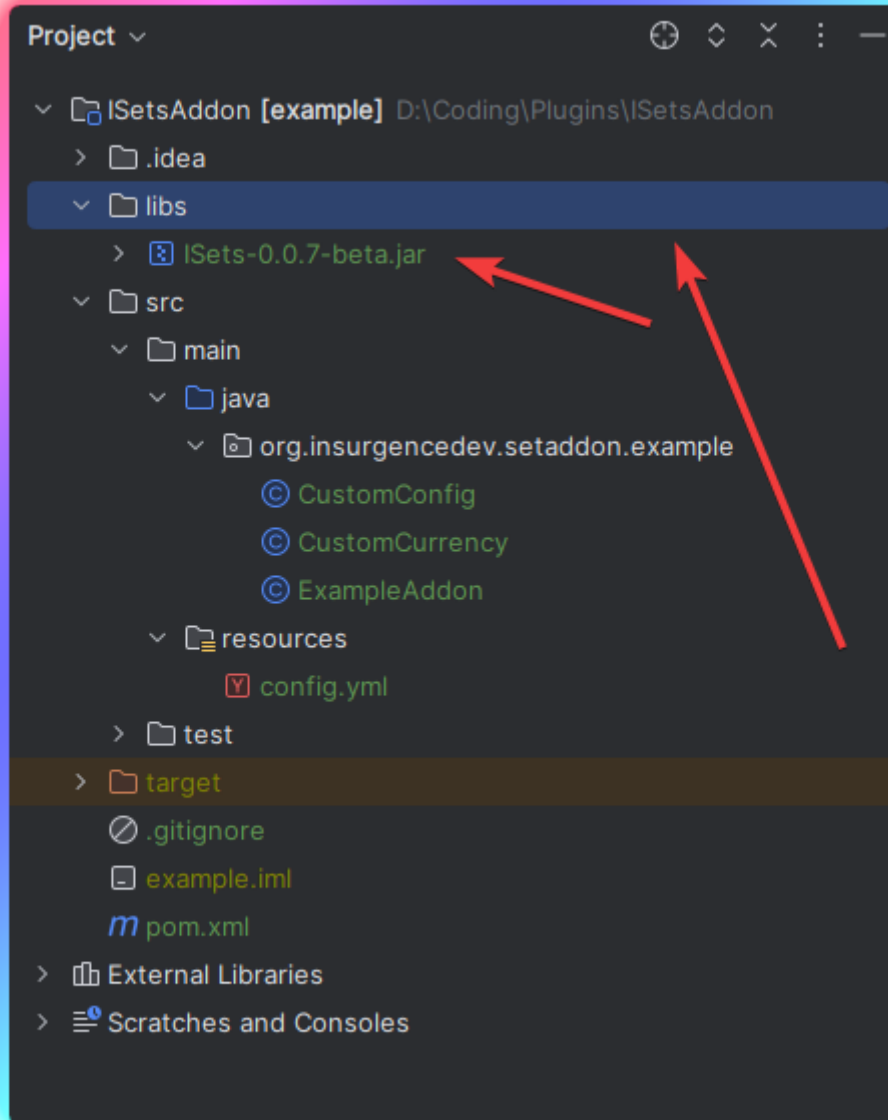 Project
ISetsAddon [example] D:\Coding\Plugins\ISetsAddon
.idea
libs
ISets-0.0.7-beta.jar
src
main
java
org.insurgencedev.setaddon.example
CustomConfig
CustomCurrency
ExampleAddon
resources
config.yml
test
target
.gitignore
example.iml
pom.xml
External Libraries
Scratches and Consoles